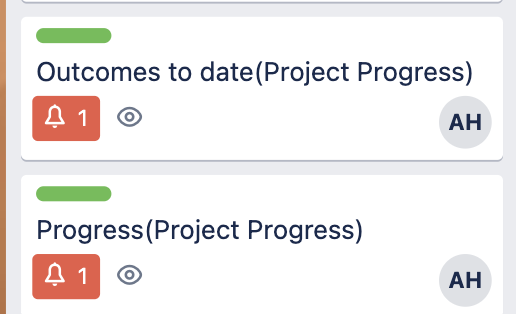 Outcomes to date(Project Progress)
1
AH
Progress(Project Progress)
1
AH